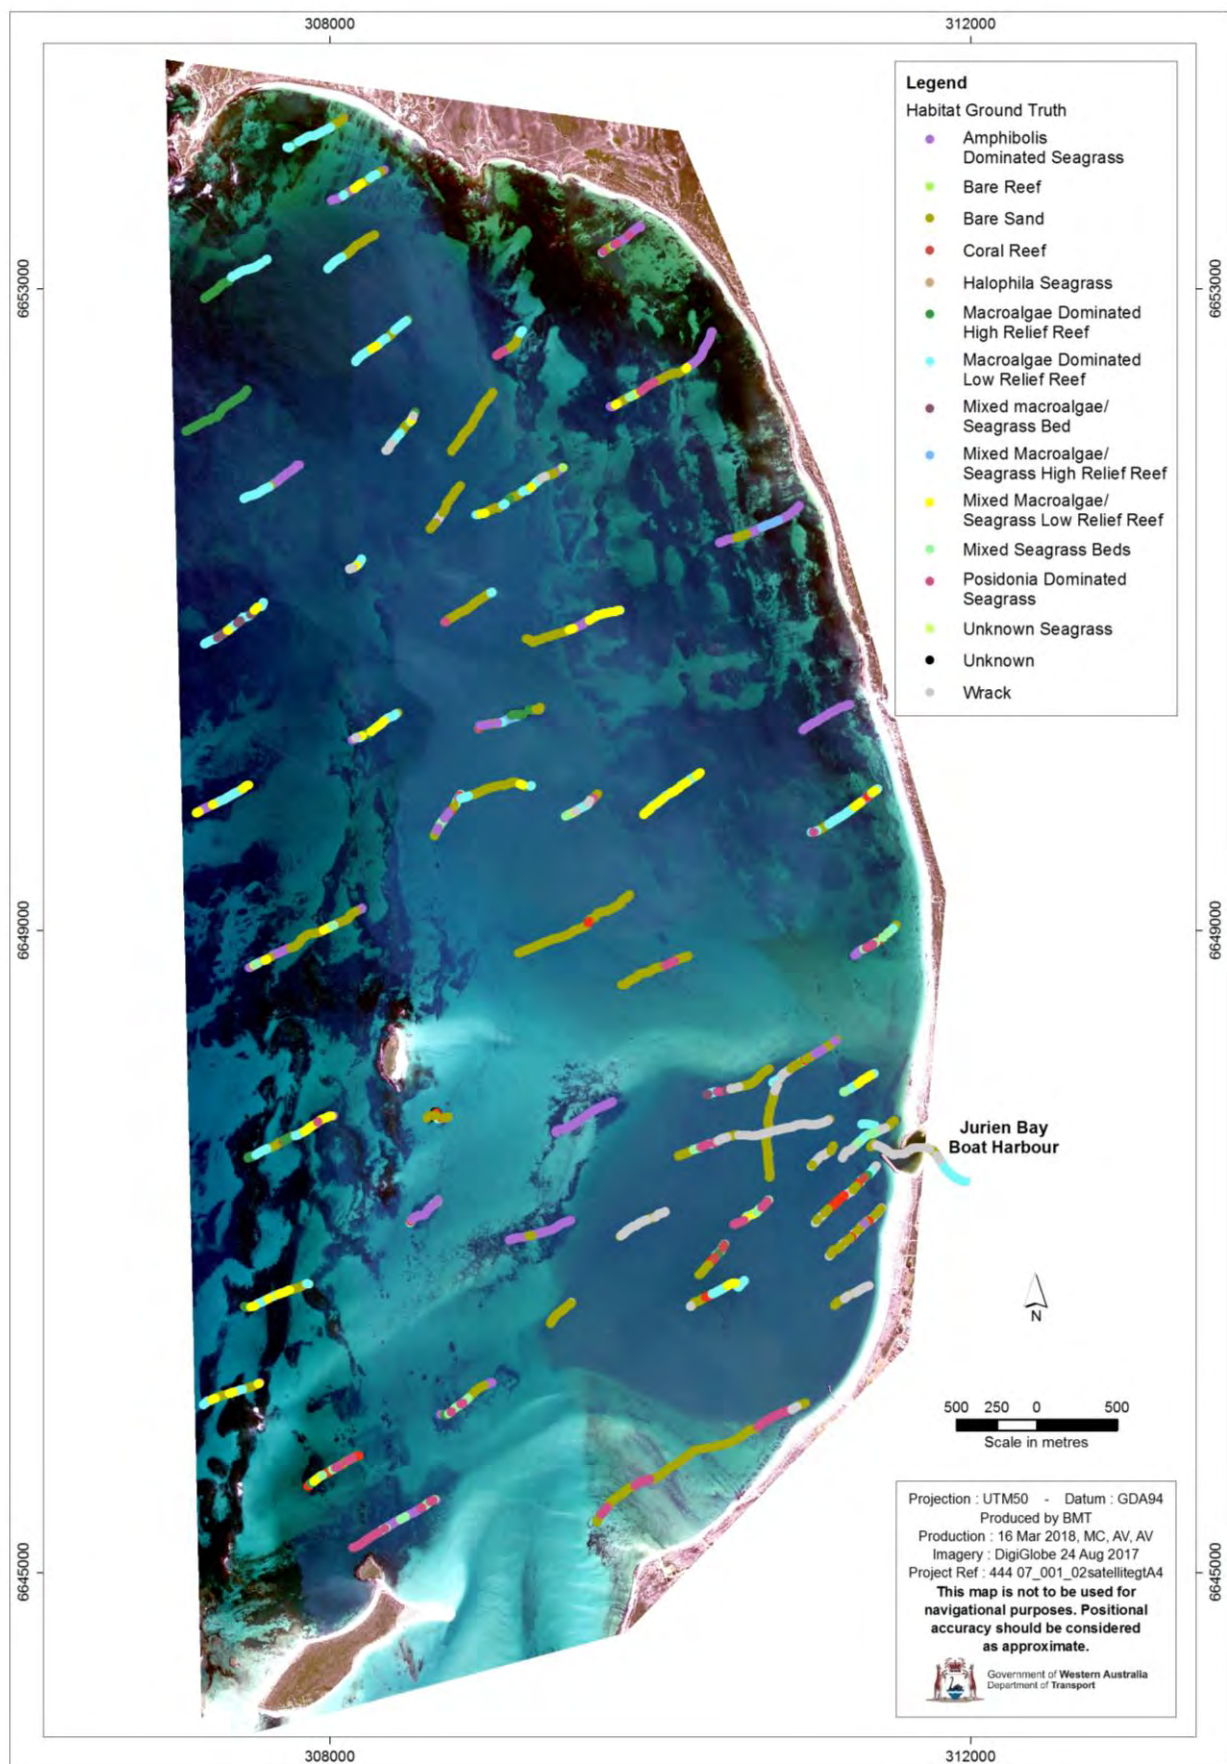 308000
312000
Legend
Habitat Ground Truth
Amphibolis
Dominated Seagrass
Bare Reef
Bare Sand
Coral Reef
Halophila Seagrass
Macroalgae Dominated
High Relief Reef
Macroalgae Dominated
Low Relief Reef
Mixed macroalgae/
Seagrass Bed
Mixed Macroalgae/
Seagrass High Relief Reef
Mixed Macroalgae/
Seagrass Low Relief Reef
Mixed Seagrass Beds
Posidonia Dominated
Seagrass
Unknown Seagrass
Unknown
Wrack
6653000
6653000
6649000
6649000
Jurien Bay
Boat Harbour
N
500 250 0 500
Scale in metres
Projection : UTM50 - Datum : GDA94
Produced by BMT
Production : 16 Mar 2018, MC, AV, AV
Imagery : DigiGlobe 24 Aug 2017
Project Ref : 444 07_001_02satellitegtA4
This map is not to be used for
navigational purposes. Positional
accuracy should be considered
as approximate.
Government of Western Australia
Department of Transport
6645000
6645000
308000
312000